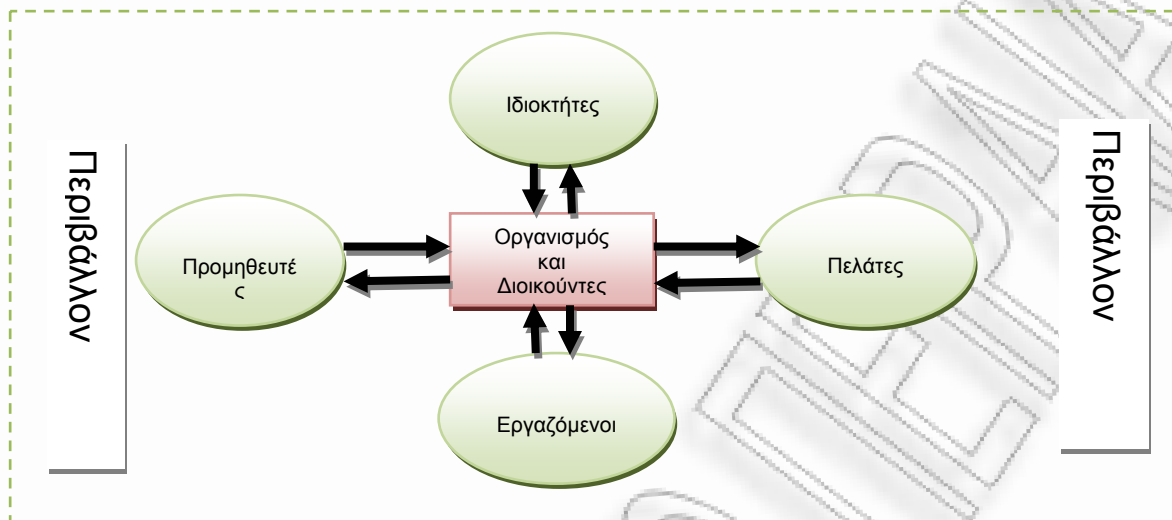 Ιδιοκτήτες
Περιβάλλον
Προμηθευτέ
ς
Οργανισμός
και
Διοικούντες
Πελάτες
Περιβάλλον
Εργαζόμενοι